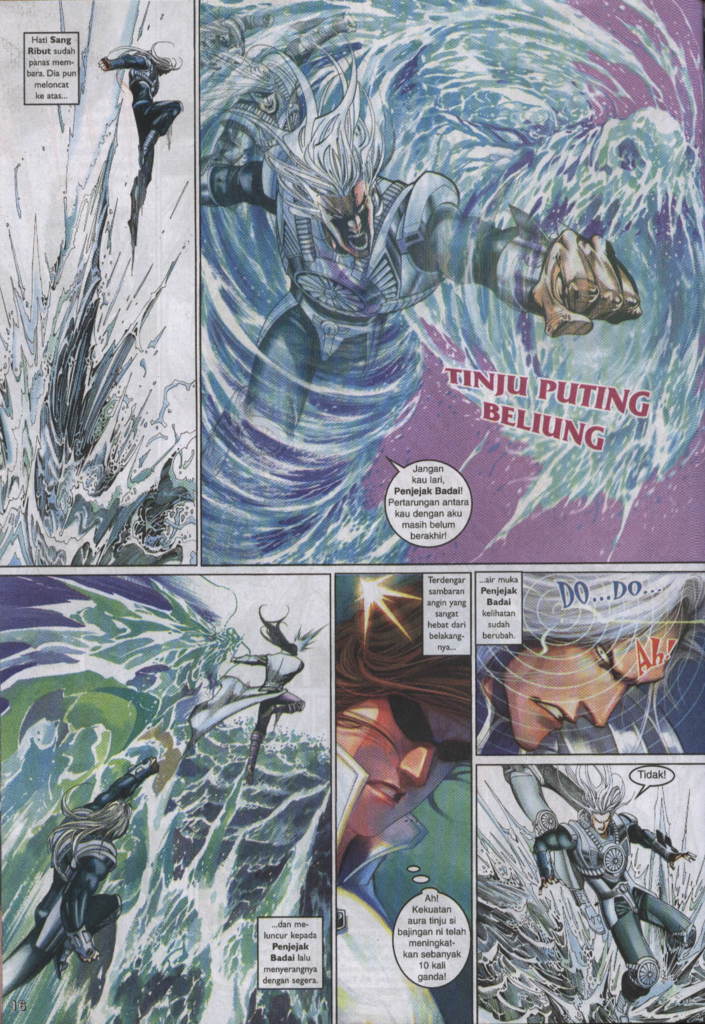 Hati Sang
Ribut sudah
panas mem-
bara. Dia pun
meloncat
ke atas...
TINJU PUTING
BELIUNG
Jangan
kau lari,
Penjejak Badai!
Pertarungan antara
kau dengan aku
masih belum
berakhir!
...dan me-
luncur kepada
Penjejak
Badai lalu
menyerangnya
dengan segera.
Terdengar
sambaran
angin yang
sangat
hebat dari
belakang-
nya...
Ah!
Kekuatan
aura tinju si
bajingan ni telah
meningkat-
kan sebanyak
10 kali
ganda!
...air muka
Penjejak
Badai
kelihatan
sudah
berubah.
DO...DO...
Ah!
Tidak!
16